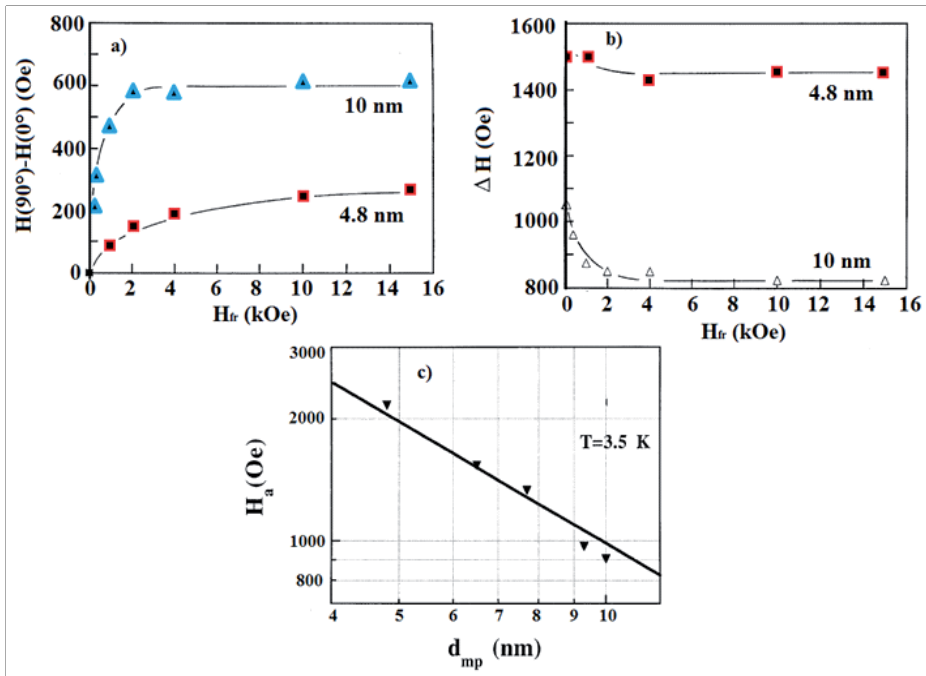 a)
H(90°)-H(0°) (Oe)
800
600
400
200
0
10 nm
4.8 nm
0 2 4 6 8 10 12 14 16
Hfr (kOe)
b)
Δ H (Oe)
1600
1400
1200
1000
800
4.8 nm
10 nm
0 2 4 6 8 10 12 14 16
Hfr (kOe)
c)
Ha (Oe)
3000
2000
1000
800
T=3.5 K
4 5 6 7 8 9 10
dmp (nm)